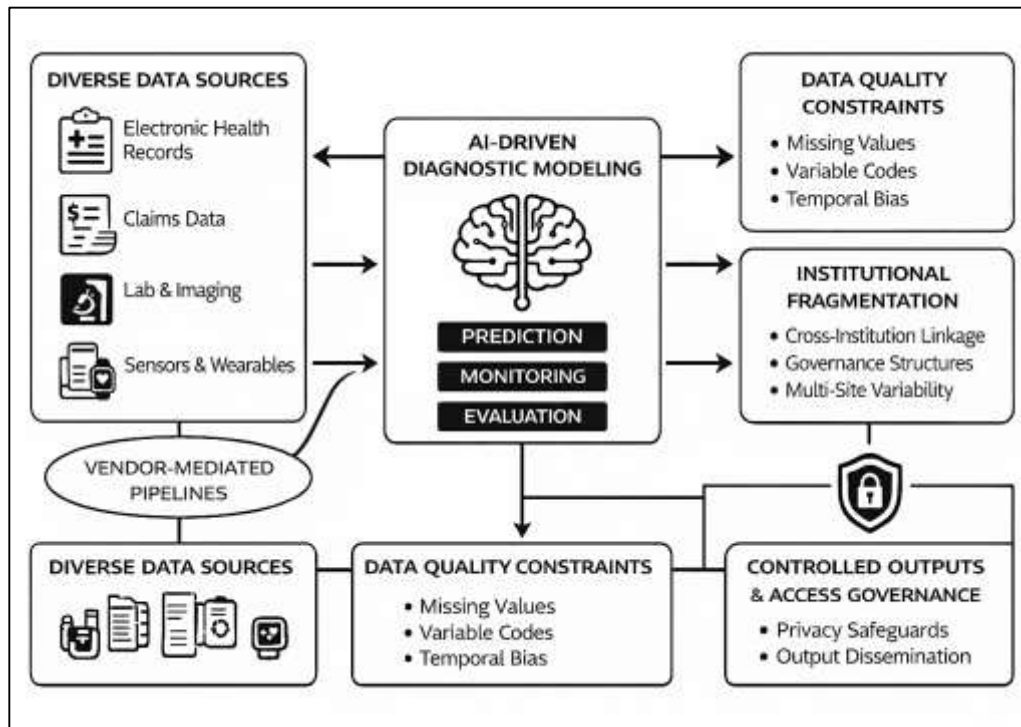 DIVERSE DATA SOURCES
Electronic Health
Records
Claims Data
Lab & Imaging
Sensors & Wearables
AI-DRIVEN
DIAGNOSTIC MODELING
PREDICTION
MONITORING
EVALUATION
DATA QUALITY
CONSTRAINTS
• Missing Values
• Variable Codes
• Temporal Bias
INSTITUTIONAL
FRAGMENTATION
• Cross-Institution Linkage
• Governance Structures
• Multi-Site Variability
VENDOR-MEDIATED
PIPELINES
DIVERSE DATA SOURCES
DATA QUALITY CONSTRAINTS
• Missing Values
• Variable Codes
• Temporal Bias
CONTROLLED OUTPUTS
& ACCESS GOVERNANCE
• Privacy Safeguards
• Output Dissemination